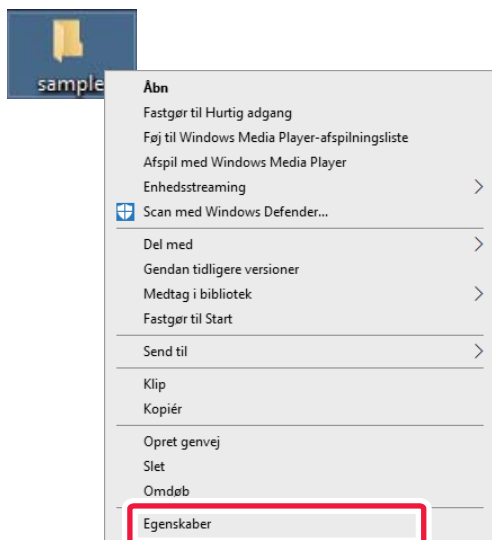 sample
Åbn
Fastgør til Hurtig adgang
Føj til Windows Media Player-afspilningsliste
Afspil med Windows Media Player
Enhedsstreaming
Scan med Windows Defender...
Del med
Gendan tidligere versioner
Medtag i bibliotek
Fastgør til Start
Send til
Klip
Kopiér
Opret genvej
Slet
Omdøb
Egenskaber